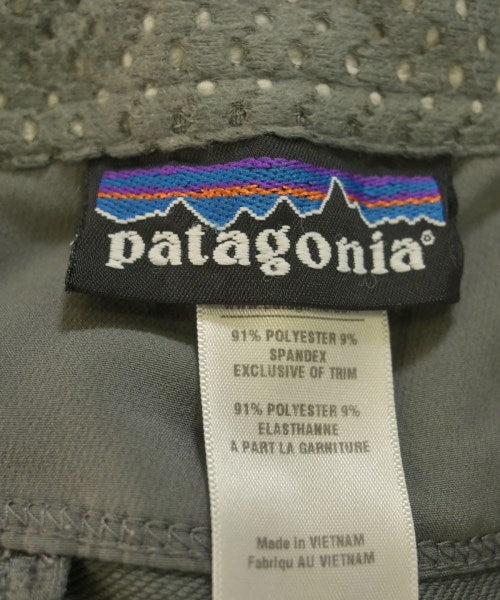 patagonia®
91% POLYESTER 9%
SPANDEX
EXCLUSIVE OF TRIM
91% POLYESTER 9%
ELASTHANNE
À PART LA GARNITURE
Made in VIETNAM
Fabriqu AU VIETNAM